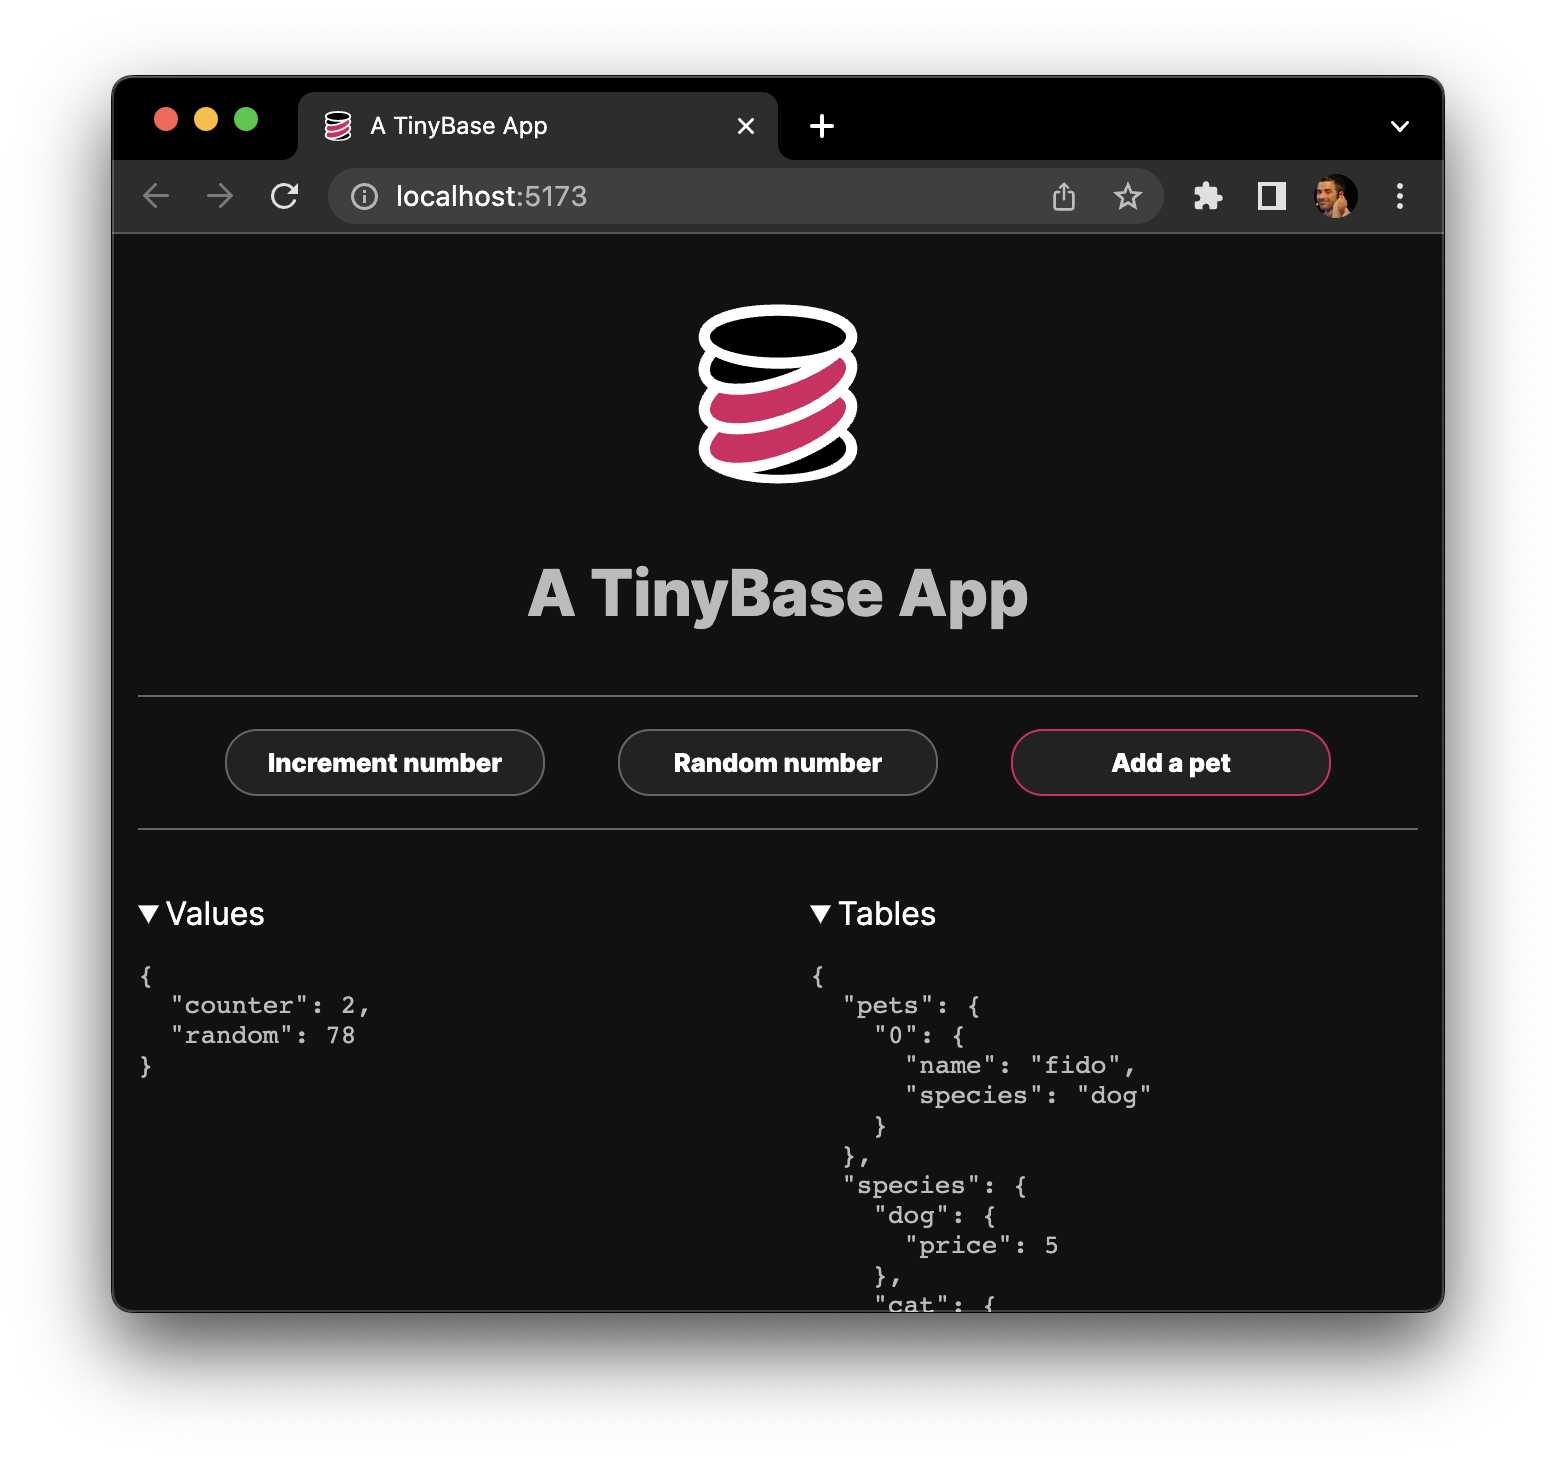 A TinyBase App
localhost:5173
A TinyBase App
Increment number
Random number
Add a pet
▼ Values
{
  "counter": 2,
  "random": 78
}
▼ Tables
{
  "pets": {
    "0": {
      "name": "fido",
      "species": "dog"
    }
  },
  "species": {
    "dog": {
      "price": 5
    },
    "cat": {